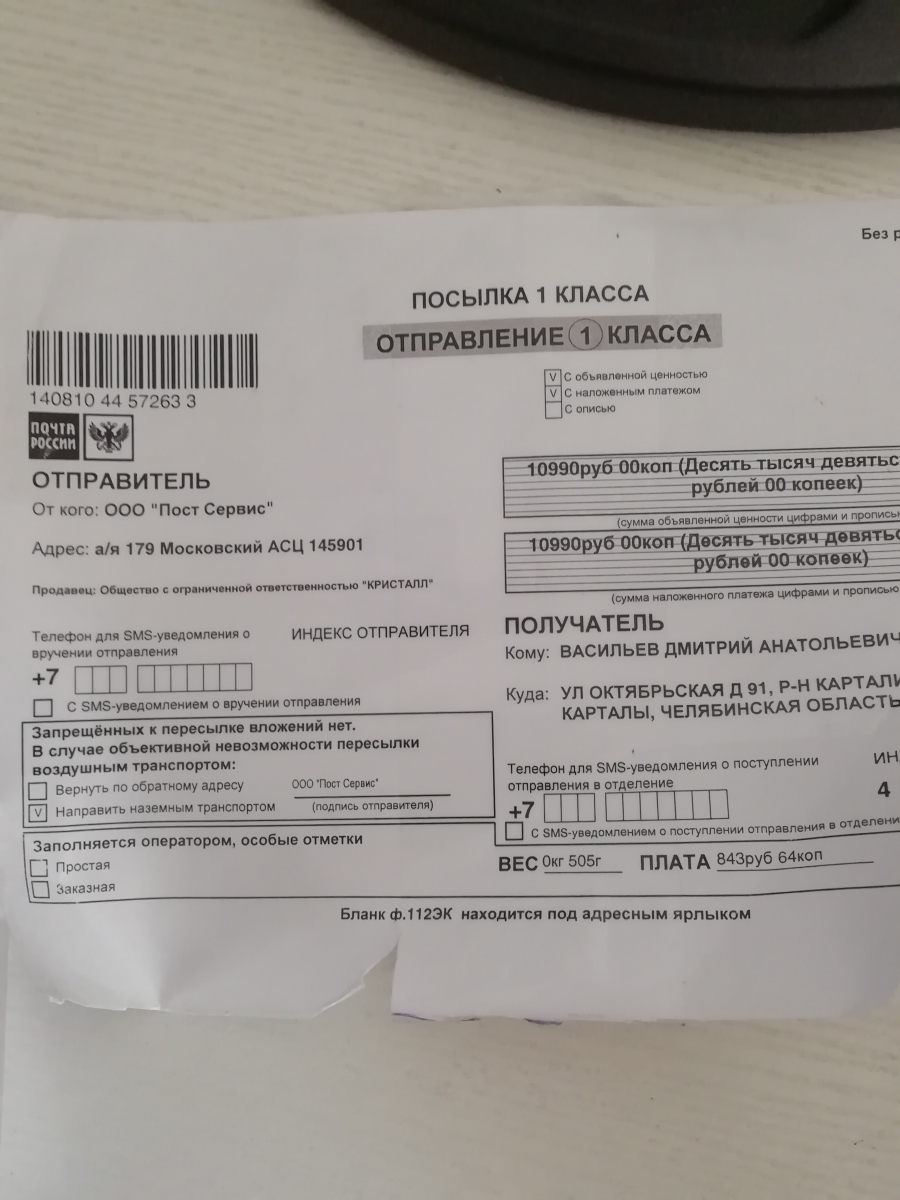 Без р
ПОСЫЛКА 1 КЛАССА
ОТПРАВЛЕНИЕ 1 КЛАССА
V С объявленной ценностью
V С наложенным платежом
С описью
140810 44 57263 3
ПОЧТА РОССИИ
ОТПРАВИТЕЛЬ
От кого: ООО "Пост Сервис"
Адрес: а/я 179 Московский АСЦ 145901
Продавец: Общество с ограниченной ответственностью "КРИСТАЛЛ"
Телефон для SMS-уведомления о
вручении отправления
ИНДЕКС ОТПРАВИТЕЛЯ
+7
С SMS-уведомлением о вручении отправления
Запрещённых к пересылке вложений нет.
В случае объективной невозможности пересылки
воздушным транспортом:
Вернуть по обратному адресу
ООО "Пост Сервис"
V Направить наземным транспортом
(подпись отправителя)
Заполняется оператором, особые отметки
Простая
Заказная
10990руб 00коп (Десять тысяч девятьс
рублей 00 копеек)
(сумма объявленной ценности цифрами и прописью
10990руб 00коп (Десять тысяч девятьс
рублей 00 копеек)
(сумма наложенного платежа цифрами и прописью
ПОЛУЧАТЕЛЬ
Кому: ВАСИЛЬЕВ ДМИТРИЙ АНАТОЛЬЕВИЧ
Куда: УЛ ОКТЯБРЬСКАЯ Д 91, Р-Н КАРТАЛИ
КАРТАЛЫ, ЧЕЛЯБИНСКАЯ ОБЛАСТЬ
Телефон для SMS-уведомления о поступлении
отправления в отделение
ИН
4
+7
С SMS-уведомлением о поступлении отправления в отделени
ВЕС 0кг 505г ПЛАТА 843руб 64коп
Бланк ф.112ЭК находится под адресным ярлыком